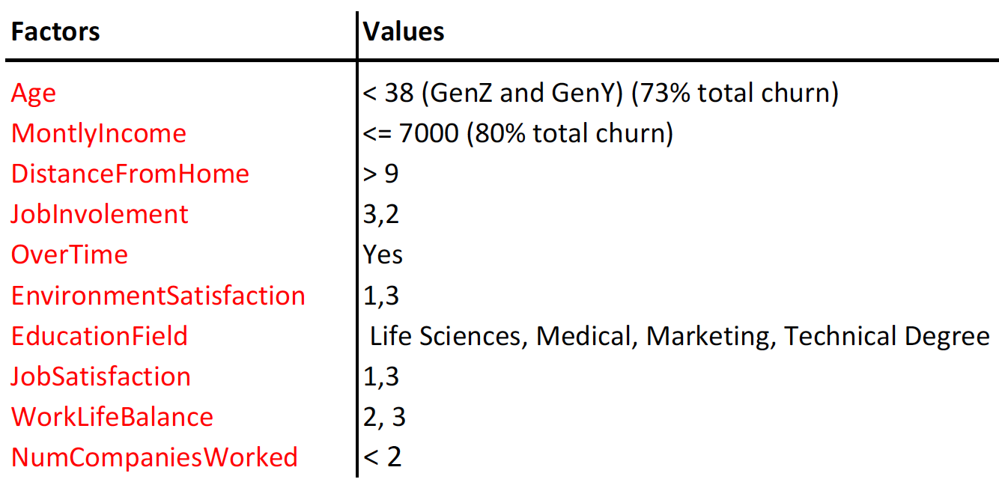 Factors Values
Age < 38 (GenZ and GenY) (73% total churn)
MontlyIncome <= 7000 (80% total churn)
DistanceFromHome > 9
JobInvolement 3,2
OverTime Yes
EnvironmentSatisfaction 1,3
EducationField Life Sciences, Medical, Marketing, Technical Degree
JobSatisfaction 1,3
WorkLifeBalance 2, 3
NumCompaniesWorked < 2